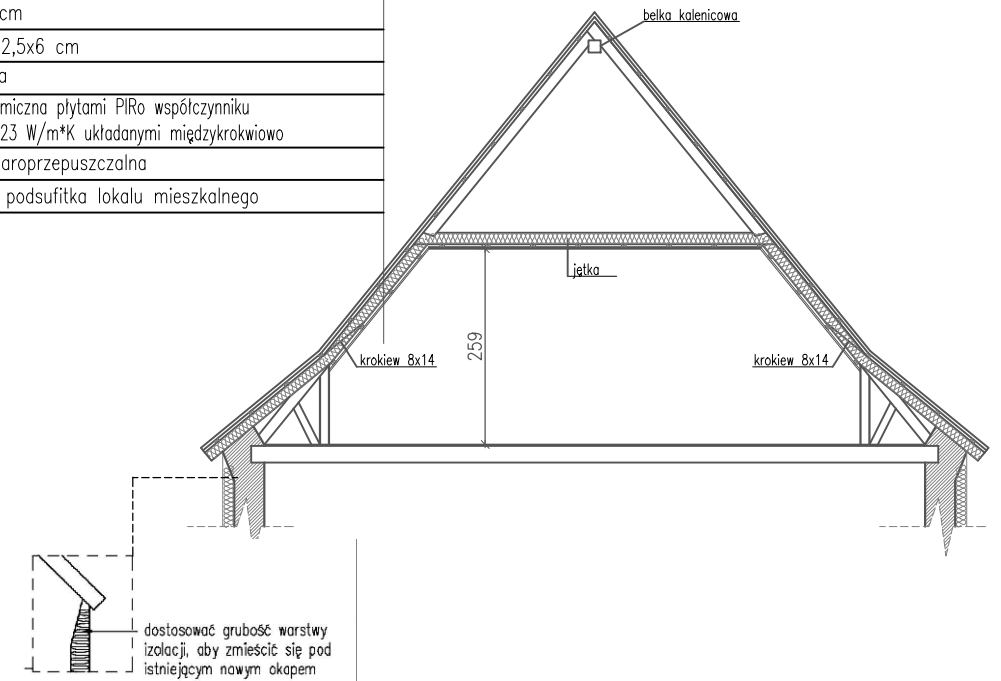 cm
2,5x6 cm
a
miczna płytami PIRo współczynniku
23 W/m*K układanymi międzykrokwiowo
aroprzepuszczalna
podsufitka lokalu mieszkalnego
belka kalenicowa
jętka
259
krokiew 8x14
krokiew 8x14
dostosować grubość warstwy
izolacji, aby zmieścić się pod
istniejącym nowym okapem